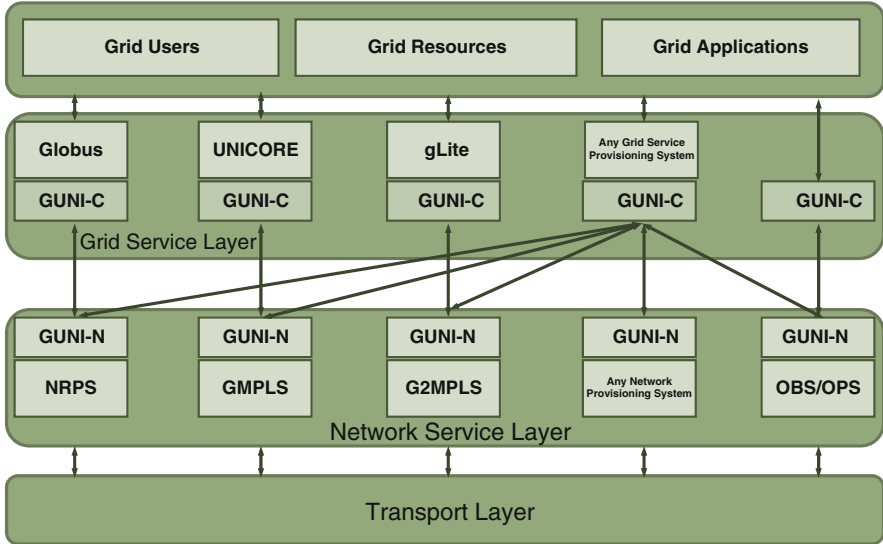 Grid Users
Grid Resources
Grid Applications
Globus
UNICORE
gLite
Any Grid Service
Provisioning System
GUNI-C
GUNI-C
GUNI-C
GUNI-C
GUNI-C
Grid Service Layer
GUNI-N
GUNI-N
GUNI-N
GUNI-N
GUNI-N
NRPS
GMPLS
G2MPLS
Any Network
Provisioning System
OBS/OPS
Network Service Layer
Transport Layer